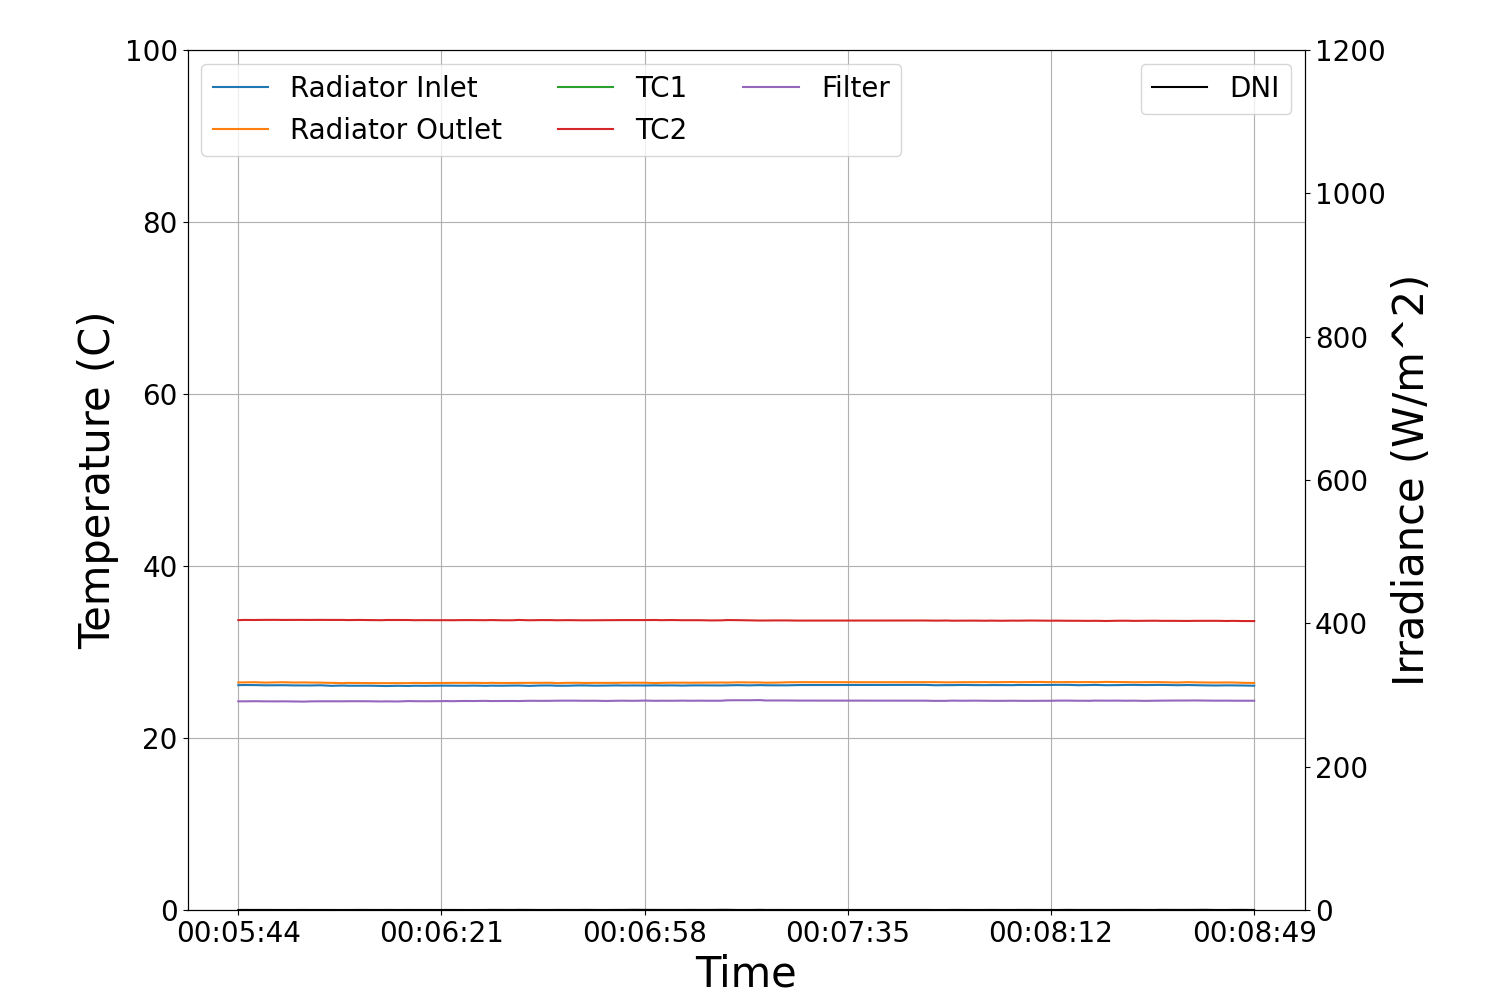 Radiator Inlet
Radiator Outlet
TC1
TC2
Filter
DNI
Temperature (C)
100
80
60
40
20
0
1200
1000
800
600
400
200
0
Irradiance (W/m^2)
00:05:44 00:06:21 00:06:58 00:07:35 00:08:12 00:08:49
Time